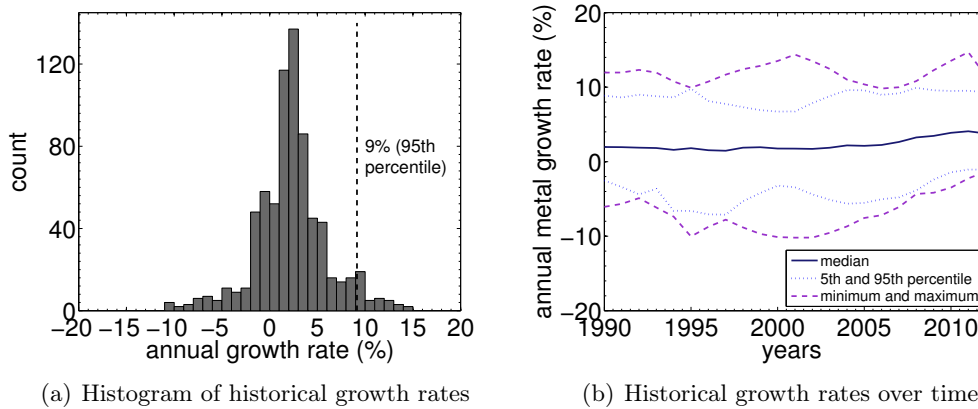 120
80
40
0
count
9% (95th
percentile)
−20 −15 −10 −5 0 5 10 15 20
annual growth rate (%)
(a) Histogram of historical growth rates
20
10
0
−10
−20
annual metal growth rate (%)
median
5th and 95th percentile
minimum and maximum
1990 1995 2000 2005 2010
years
(b) Historical growth rates over time